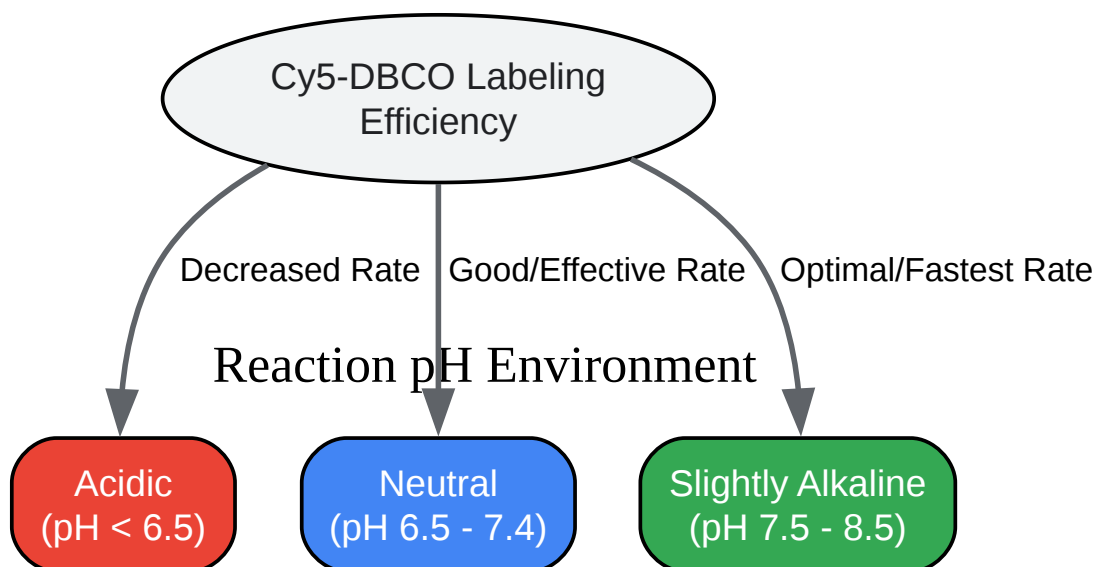 Cy5-DBCO Labeling
Efficiency
Decreased Rate
Good/Effective Rate
Optimal/Fastest Rate
Reaction pH Environment
Acidic
(pH < 6.5)
Neutral
(pH 6.5 - 7.4)
Slightly Alkaline
(pH 7.5 - 8.5)